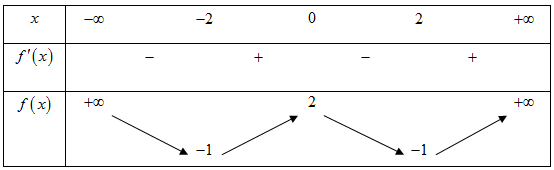 x −∞ −2 0 2 +∞
f'(x) − + − +
f(x) +∞ 2 +∞
−1 −1